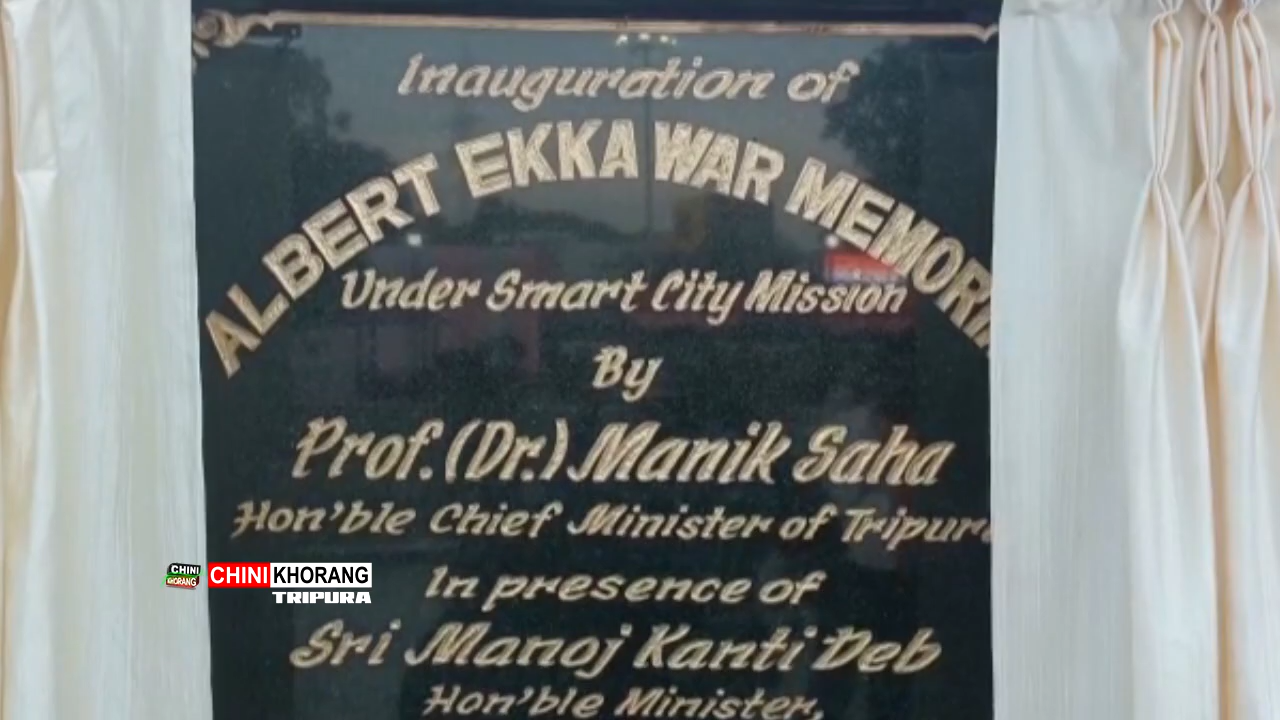 Inauguration of
ALBERT EKKA WAR MEMORI
Under Smart City Mission
By
Prof.(Dr.) Manik Saha
Hon'ble Chief Minister of Tripura
In presence of
Sri Manoj Kanti Deb
Hon'ble Minister,
CHINI
KHORANG
CHINI KHORANG
TRIPURA